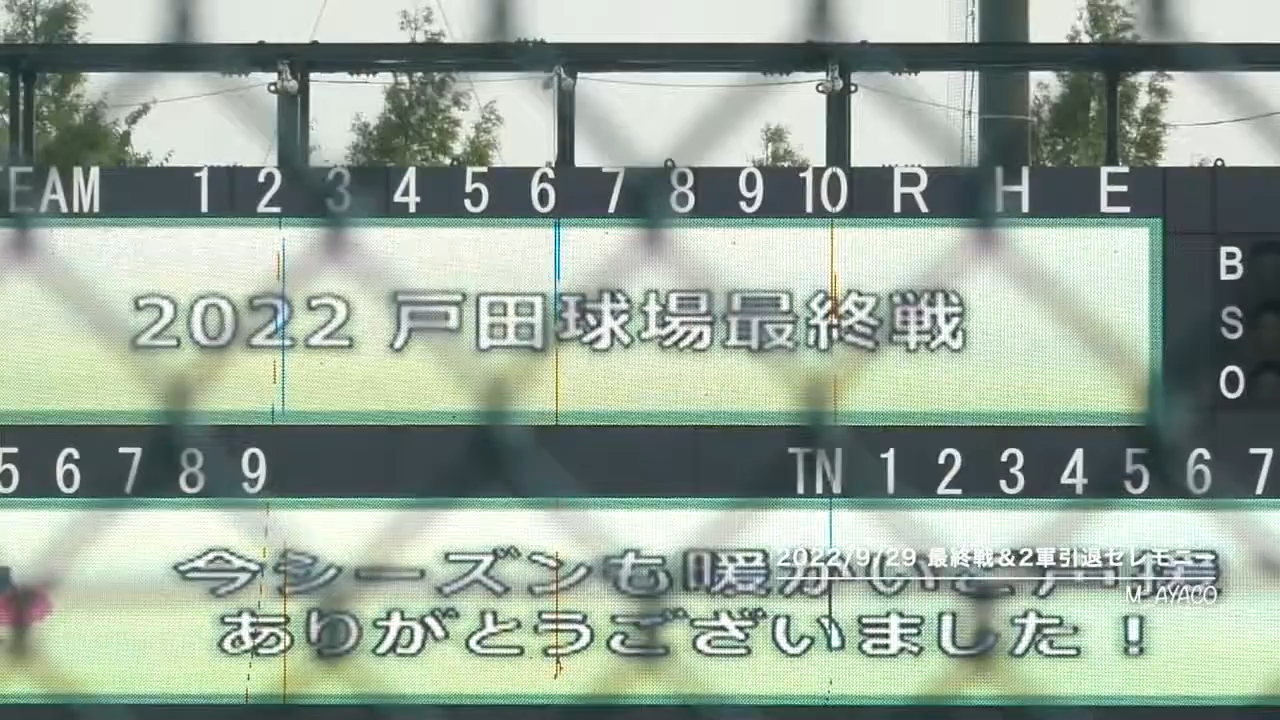 TEAM 1 2 3 4 5 6 7 8 9 10 R H E
B
2022 戸田球場最終戦
S
O
5 6 7 8 9 TN 1 2 3 4 5 6 7
今シーズンも暖かいご声援
2022/9/29 最終戦&2軍引退セレモニー
M_AYACO
ありがとうございました！